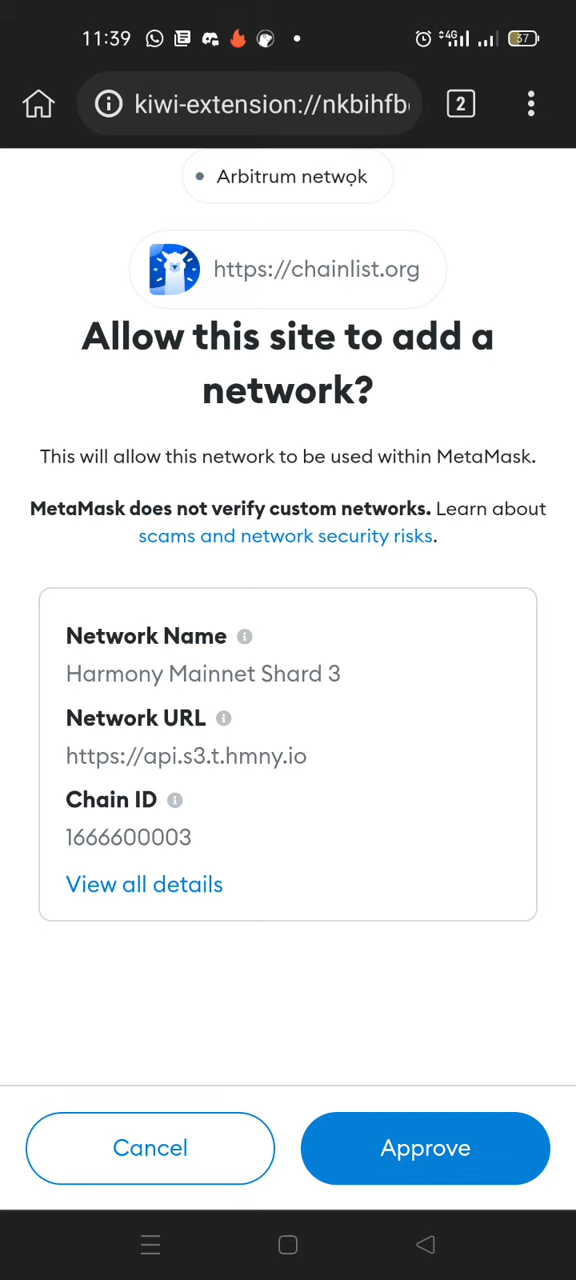 11:39
4G
37
kiwi-extension://nkbihfb
2
Arbitrum netwọk
https://chainlist.org
Allow this site to add a
network?
This will allow this network to be used within MetaMask.
MetaMask does not verify custom networks. Learn about
scams and network security risks.
Network Name
Harmony Mainnet Shard 3
Network URL
https://api.s3.t.hmny.io
Chain ID
1666600003
View all details
Cancel
Approve